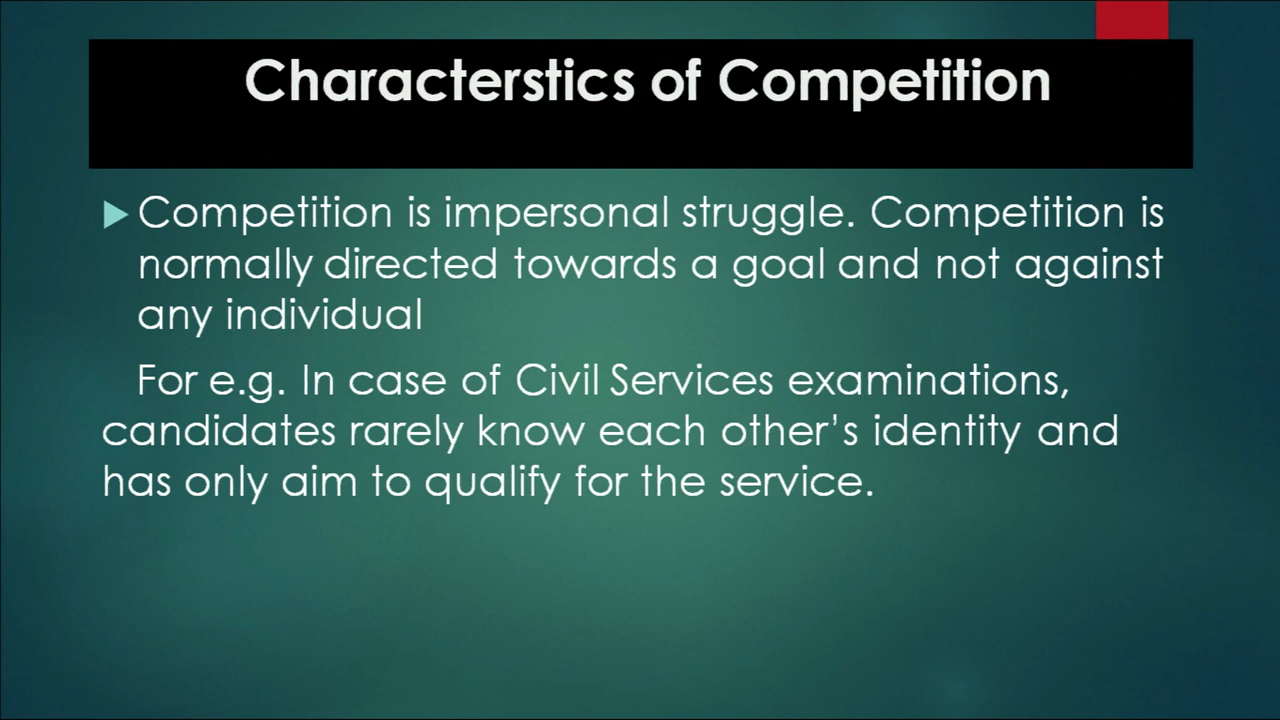 Characterstics of Competition
Competition is impersonal struggle. Competition is
normally directed towards a goal and not against
any individual
For e.g. In case of Civil Services examinations,
candidates rarely know each other's identity and
has only aim to qualify for the service.